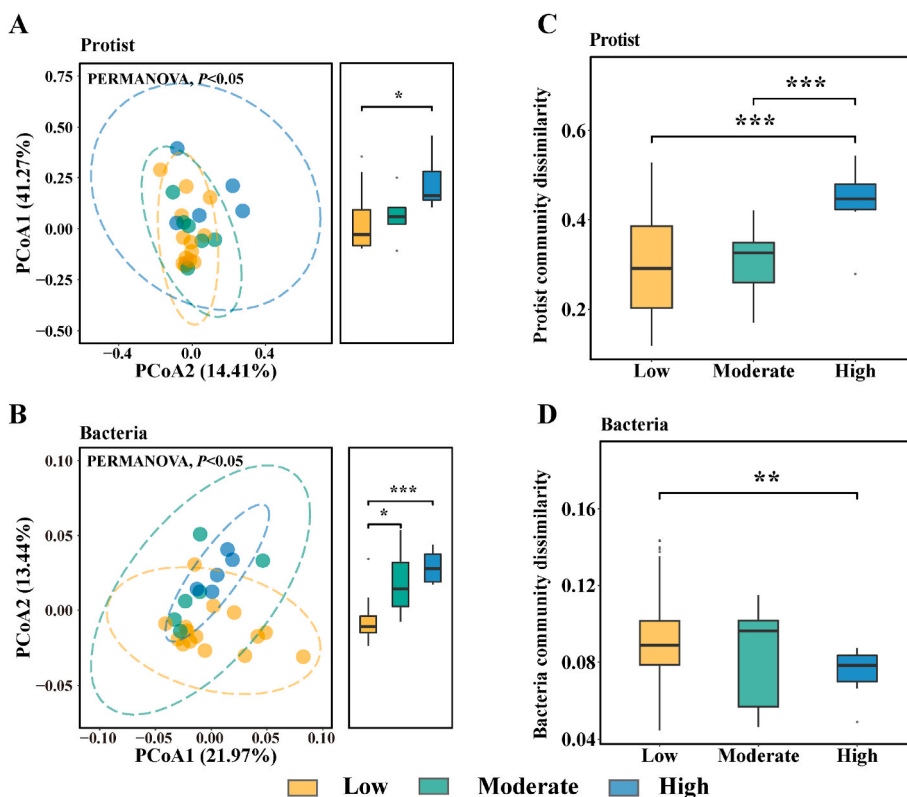 A
Protist
PERMANOVA, P<0.05
*
PCoA1 (41.27%)
0.75
0.50
0.25
0.00
−0.25
−0.50
−0.4
0.0
0.4
PCoA2 (14.41%)
C
Protist
***
***
Protist community dissimilarity
0.6
0.4
0.2
Low
Moderate
High
B
Bacteria
PERMANOVA, P<0.05
***
*
PCoA2 (13.44%)
0.10
0.05
0.00
−0.05
−0.10
−0.05
0.00
0.05
0.10
PCoA1 (21.97%)
D
Bacteria
**
Bacteria community dissimilarity
0.16
0.12
0.08
0.04
Low
Moderate
High
Low
Moderate
High